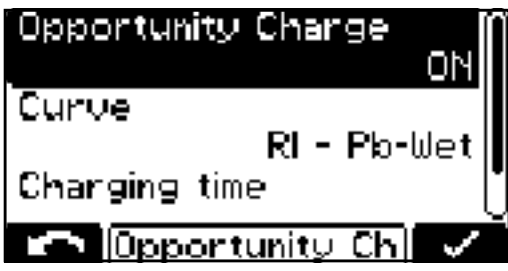 Opportunity Charge
ON
Curve
RI - Pb-Wet
Charging time
Opportunity Ch